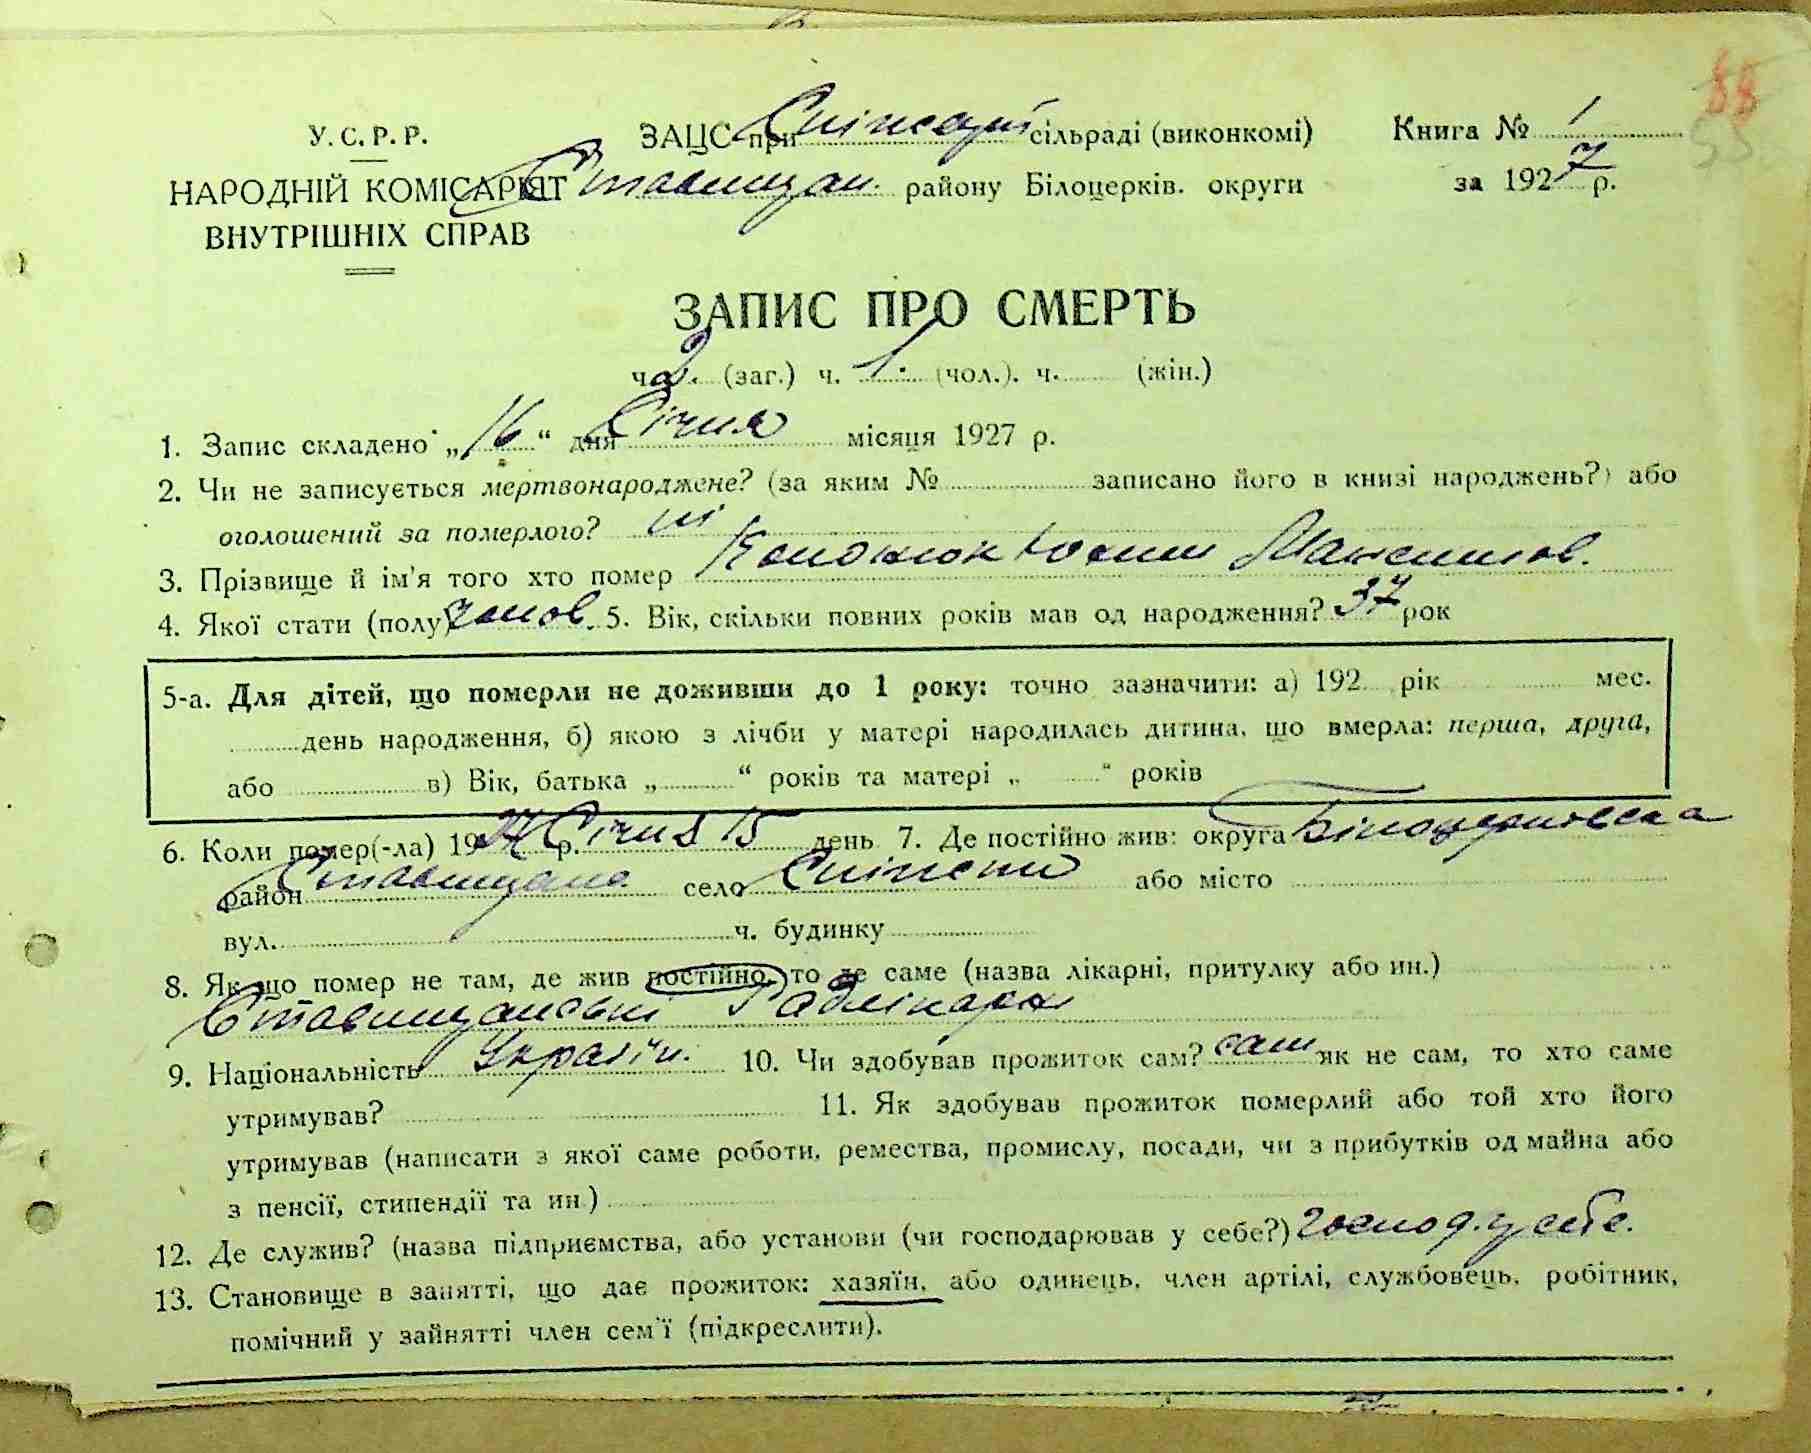 88
55
У. С. Р. Р. ЗАЦС при сільраді (виконкомі) Книга № 1
НАРОДНІЙ КОМІСАРІЯТ Ставищан. району Білоцерків. округи за 1927 р.
ВНУТРІШНІХ СПРАВ
ЗАПИС ПРО СМЕРТЬ
ч. 2. (заг.) ч. 1. (чол.). ч. (жін.)
1. Запис складено „16“ дня Січня місяця 1927 р.
2. Чи не записується мертвонароджене? (за яким № записано його в книзі народжень?) або
оголошений за померлого? ні
3. Прізвище й ім'я того хто помер Максимов.
4. Якої стати (полу) чолов. 5. Вік, скільки повних років мав од народження? 37 рок
5-а. Для дітей, що померли не доживши до 1 року: точно зазначити: а) 192 рік мес.
день народження, б) якою з лічби у матері народилась дитина, що вмерла: перша, друга,
або в) Вік, батька „ “ років та матері „ “ років
6. Коли помер(-ла) 1927 р. Січня 15 день 7. Де постійно жив: округа Білоцерківська
район Ставищан. село або місто
вул. ч. будинку
8. Як що помер не там, де жив постійно, то де саме (назва лікарні, притулку або ин.)
Ставищанські Радлікарні
9. Національність Україн. 10. Чи здобував прожиток сам? сам як не сам, то хто саме
утримував? 11. Як здобував прожиток померлий або той хто його
утримував (написати з якої саме роботи, ремества, промислу, посади, чи з прибутків од майна або
з пенсії, стипендії та ин.)
12. Де служив? (назва підприємства, або установи (чи господарював у себе?) господ. у себе.
13. Становище в занятті, що дає прожиток: хазяїн, або одинець, член артілі, службовець, робітник,
помічний у зайнятті член сем'ї (підкреслити).